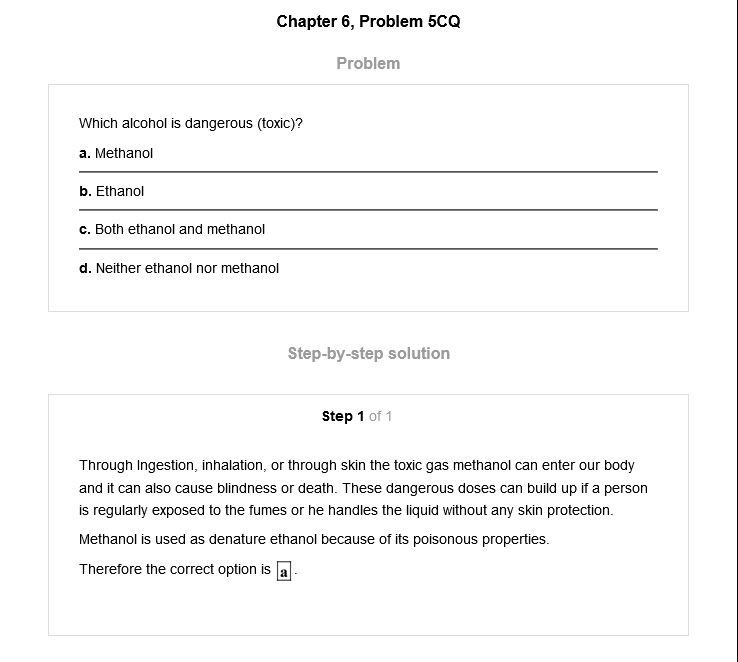 Chapter 6, Problem 5CQ
Problem
Which alcohol is dangerous (toxic)?
a. Methanol
b. Ethanol
c. Both ethanol and methanol
d. Neither ethanol nor methanol
Step-by-step solution
Step 1 of 1
Through Ingestion, inhalation, or through skin the toxic gas methanol can enter our body
and it can also cause blindness or death. These dangerous doses can build up if a person
is regularly exposed to the fumes or he handles the liquid without any skin protection.
Methanol is used as denature ethanol because of its poisonous properties.
Therefore the correct option is a.